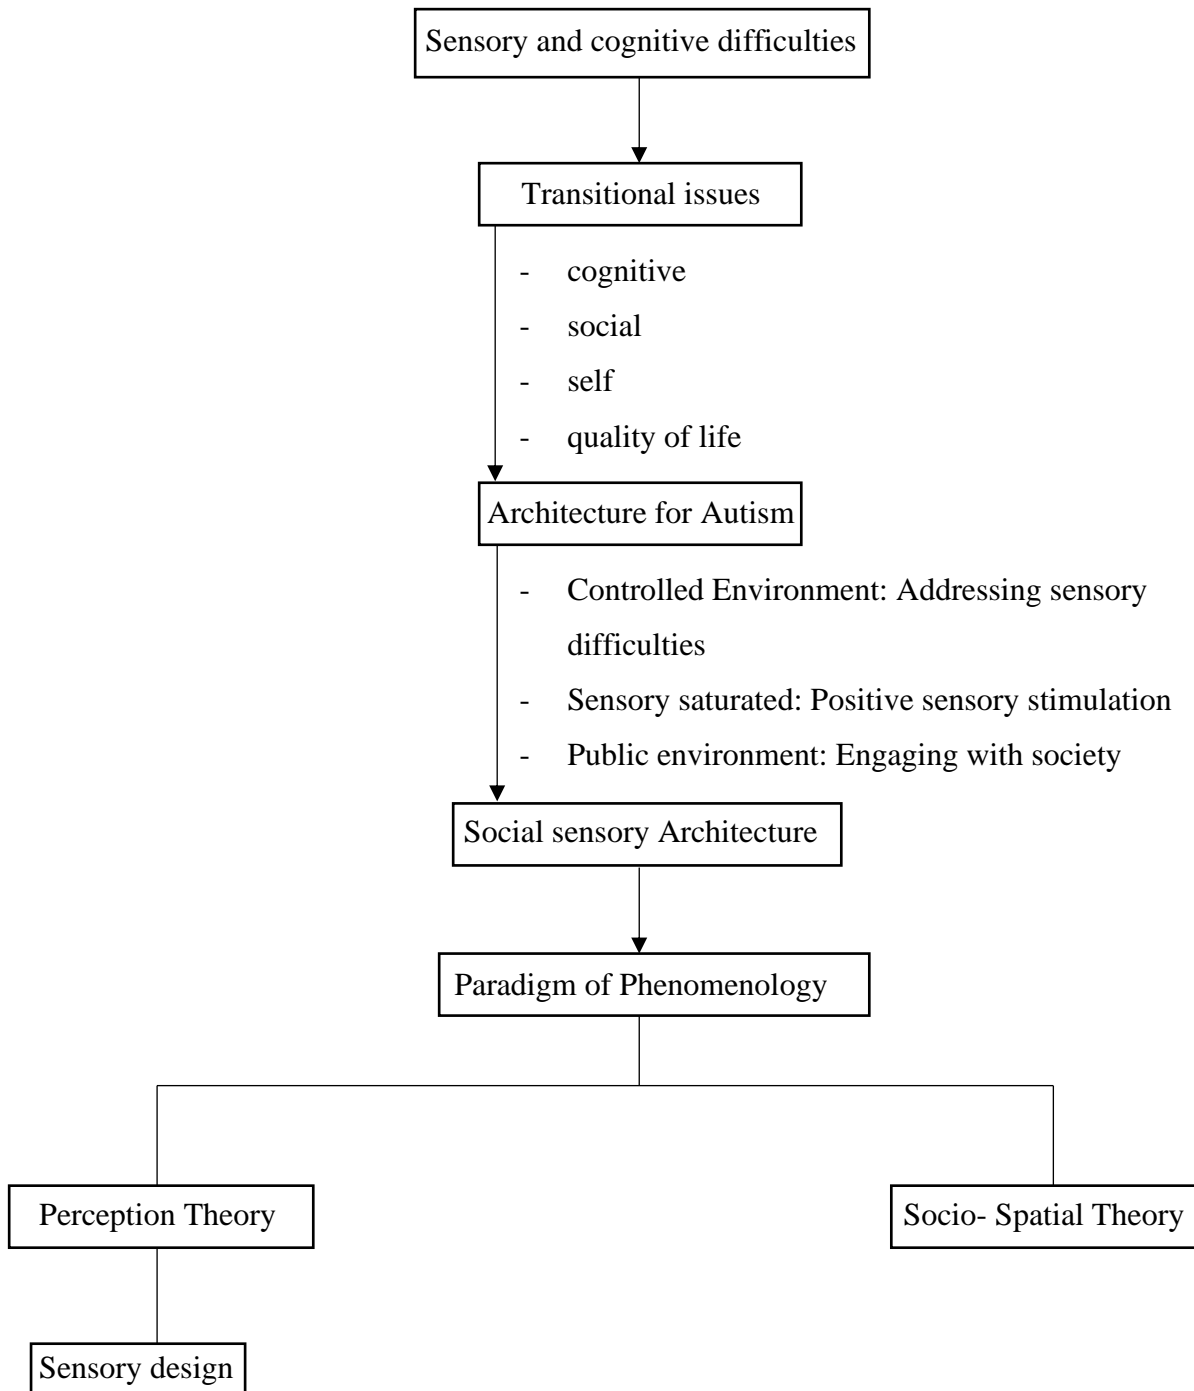 Sensory and cognitive difficulties
Transitional issues
- cognitive
- social
- self
- quality of life
Architecture for Autism
- Controlled Environment: Addressing sensory
difficulties
- Sensory saturated: Positive sensory stimulation
- Public environment: Engaging with society
Social sensory Architecture
Paradigm of Phenomenology
Perception Theory
Socio- Spatial Theory
Sensory design